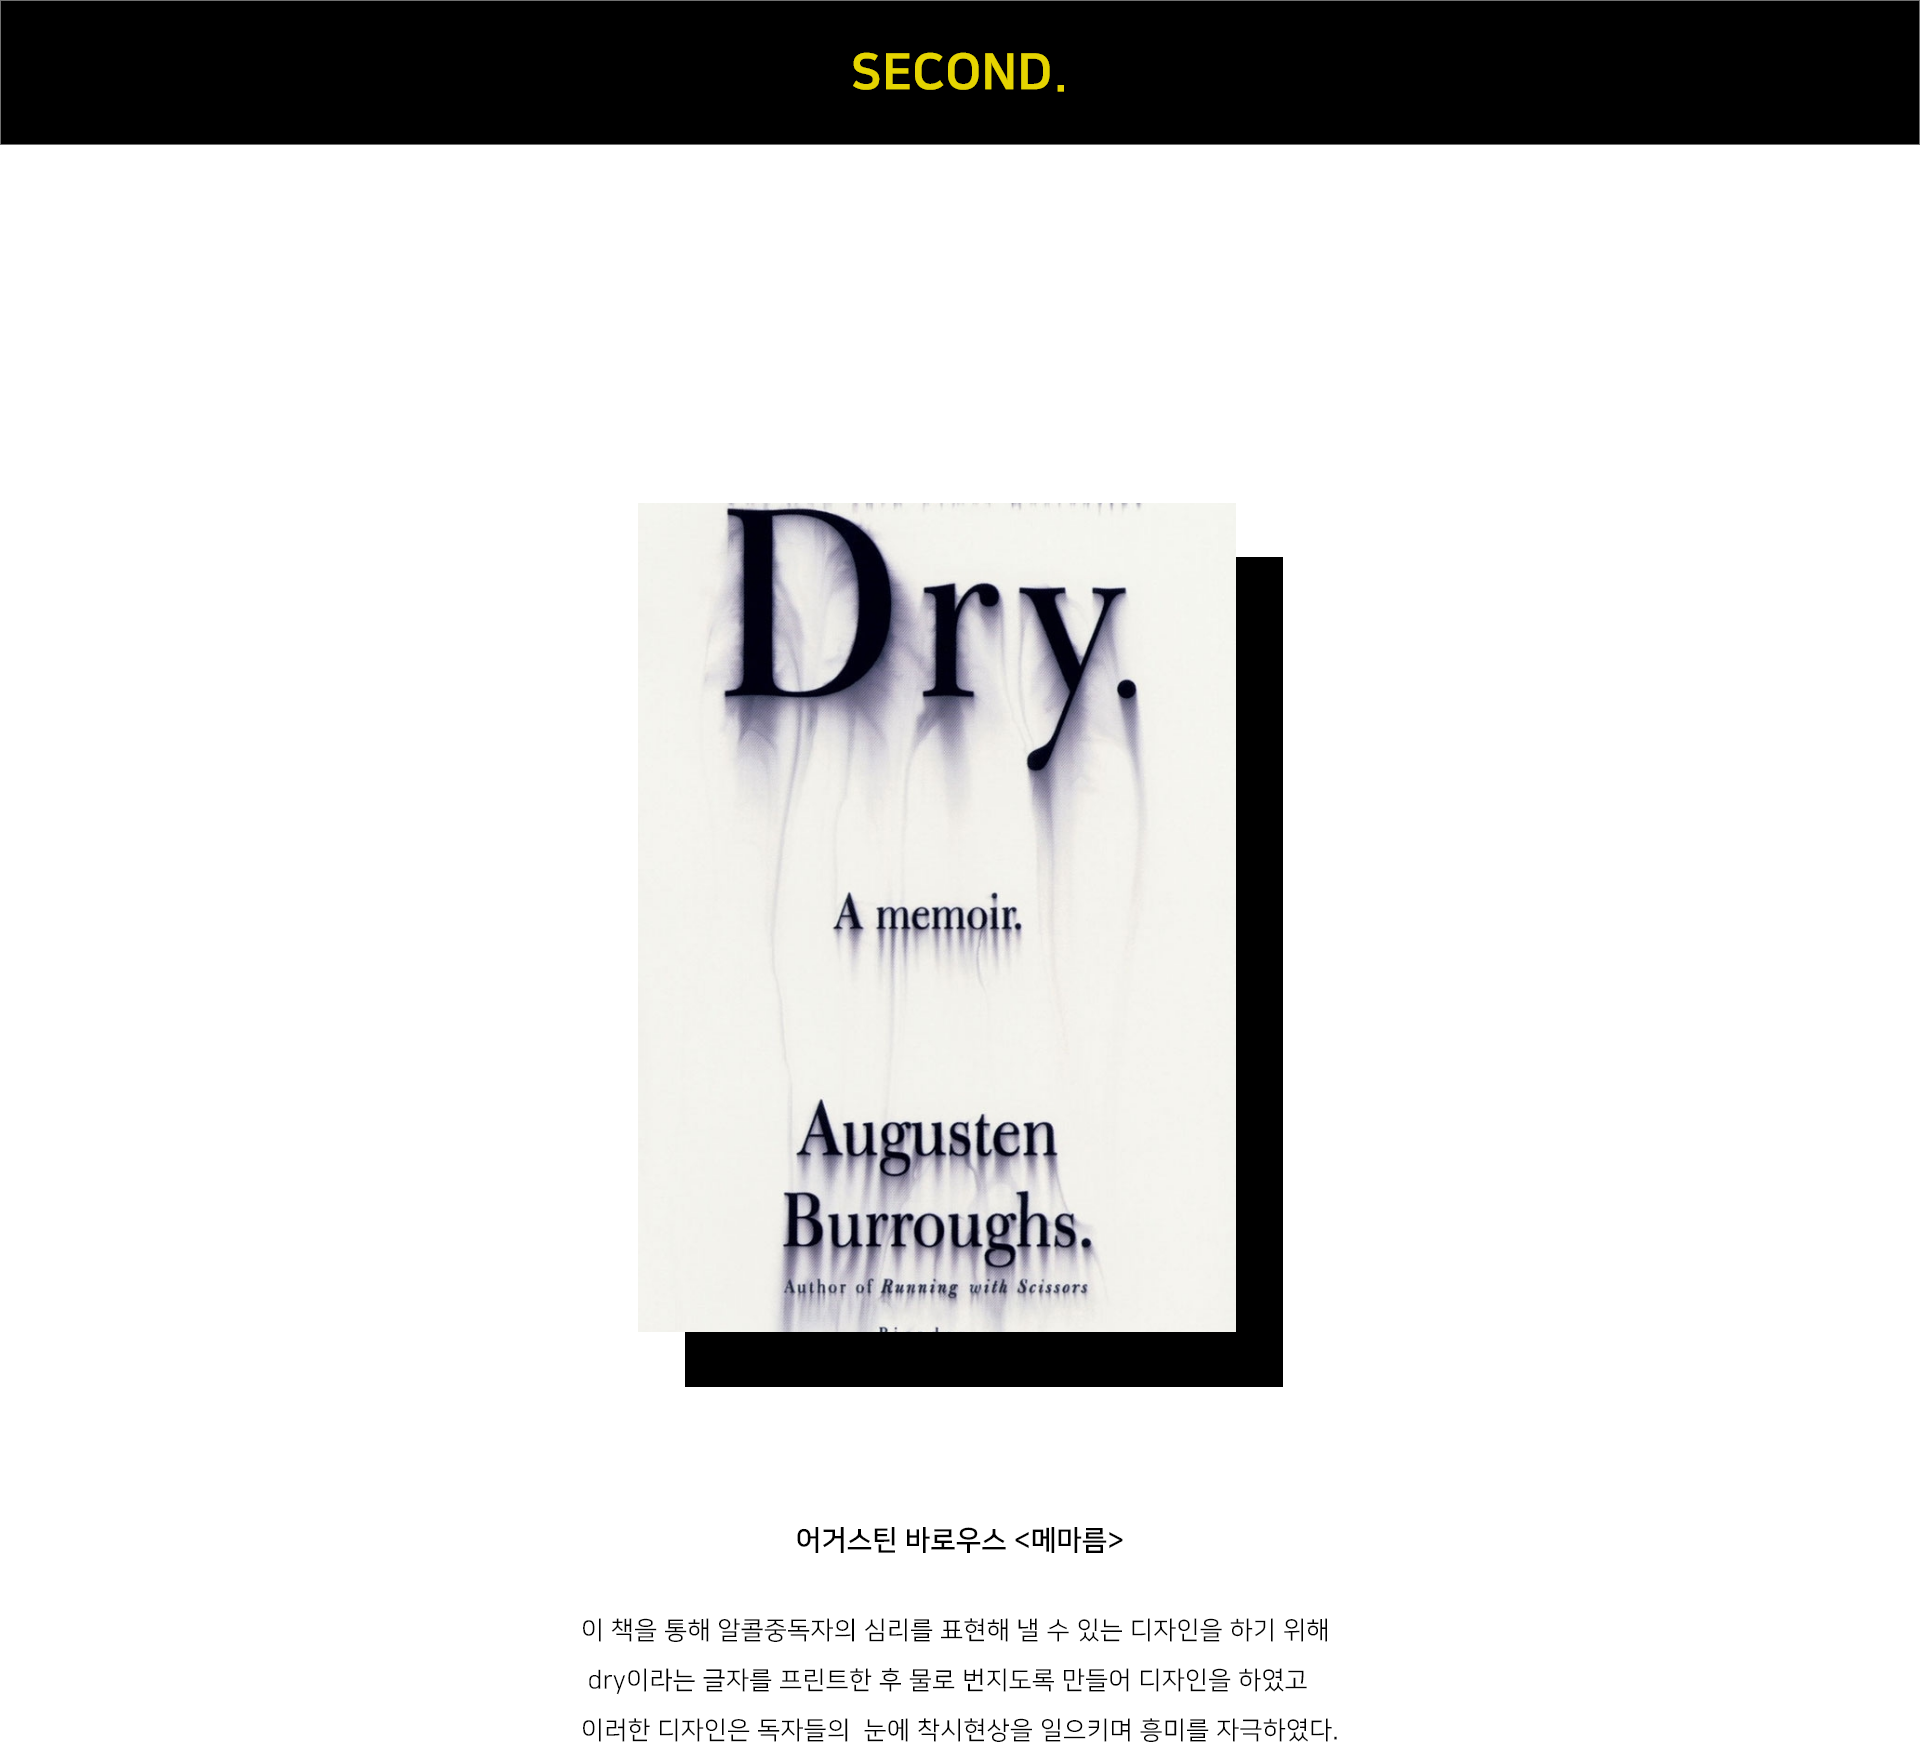 SECOND.
Dry.
A memoir.
Augusten
Burroughs.
Author of Running with Scissors
어거스틴 바로우스 <메마름>
이 책을 통해 알콜중독자의 심리를 표현해 낼 수 있는 디자인을 하기 위해
dry이라는 글자를 프린트한 후 물로 번지도록 만들어 디자인을 하였고
이러한 디자인은 독자들의 눈에 착시현상을 일으키며 흥미를 자극하였다.